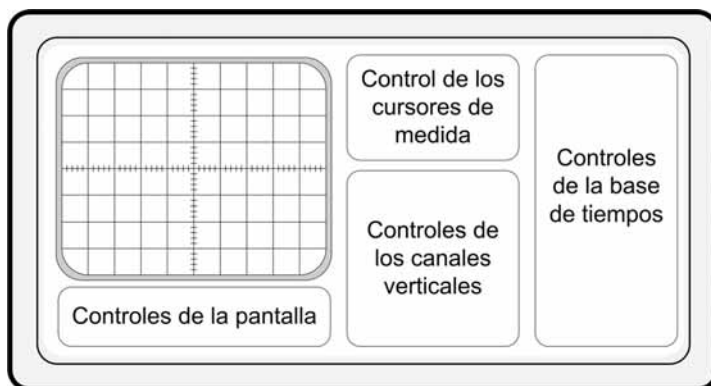 Control de los
cursores de
medida
Controles
de la base
de tiempos
Controles de
los canales
verticales
Controles de la pantalla